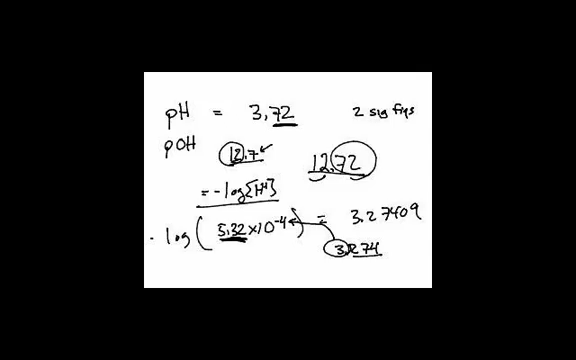 pH = 3.72 2 sig figs
pOH 12.7 12.72
= -log[H+]
- log (5.32 x 10-4) = 3.27409
3.274